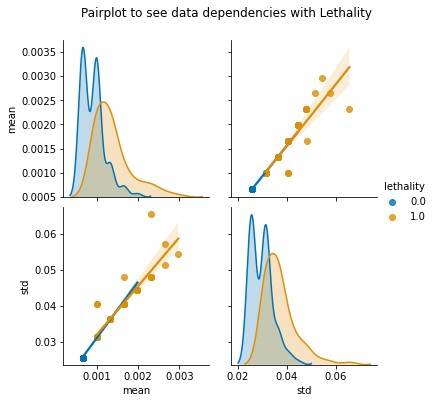 Pairplot to see data dependencies with Lethality
0.0035
0.0030
0.0025
0.0020
0.0015
0.0010
0.0005
mean
lethality
0.0
1.0
0.06
0.05
0.04
0.03
std
0.001 0.002 0.003
0.02 0.04 0.06
mean
std